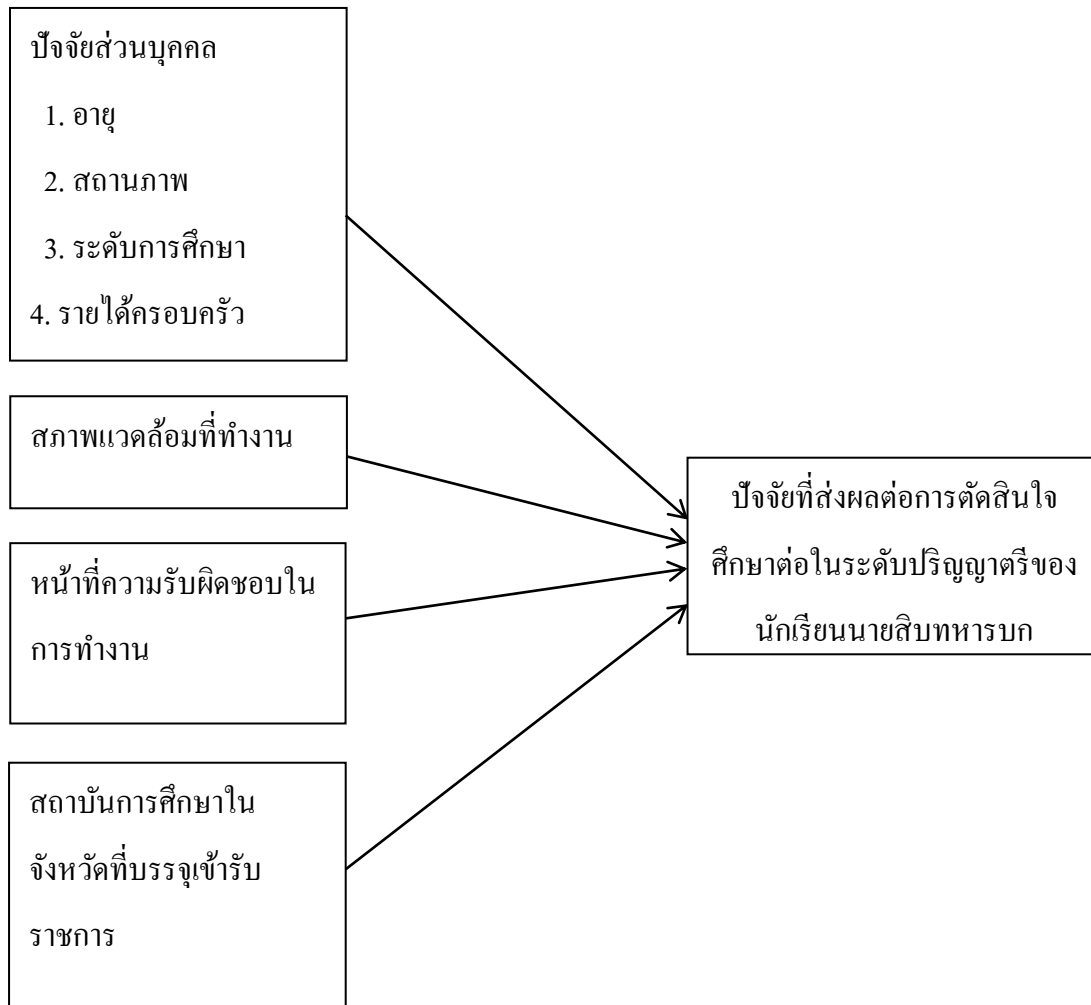 ปัจจัยส่วนบุคคล
1. อายุ
2. สถานภาพ
3. ระดับการศึกษา
4. รายได้ครอบครัว
สภาพแวดล้อมที่ทำงาน
หน้าที่ความรับผิดชอบใน
การทำงาน
สถาบันการศึกษาใน
จังหวัดที่บรรจุเข้ารับ
ราชการ
ปัจจัยที่ส่งผลต่อการตัดสินใจ
ศึกษาต่อในระดับปริญญาตรีของ
นักเรียนนายสิบทหารบก